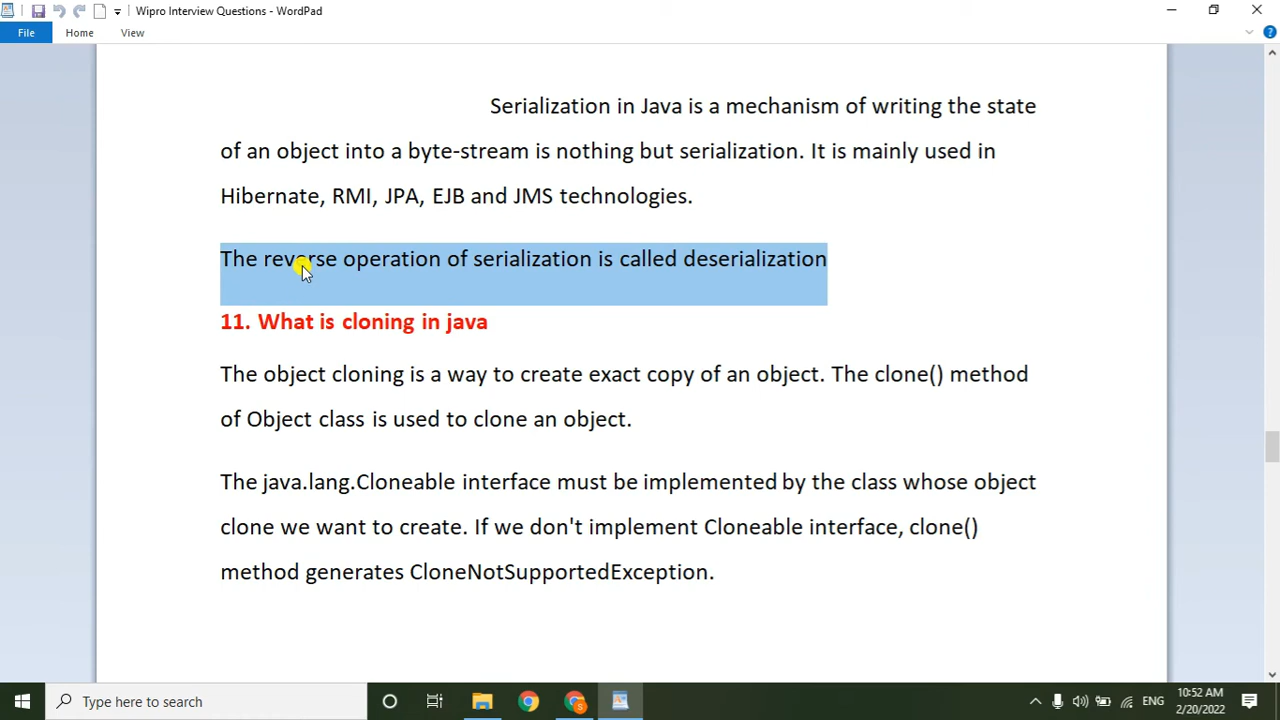 Wipro Interview Questions - WordPad
File Home View
Serialization in Java is a mechanism of writing the state
of an object into a byte-stream is nothing but serialization. It is mainly used in
Hibernate, RMI, JPA, EJB and JMS technologies.
The reverse operation of serialization is called deserialization
11. What is cloning in java
The object cloning is a way to create exact copy of an object. The clone() method
of Object class is used to clone an object.
The java.lang.Cloneable interface must be implemented by the class whose object
clone we want to create. If we don't implement Cloneable interface, clone()
method generates CloneNotSupportedException.
Type here to search
ENG
10:52 AM
2/20/2022